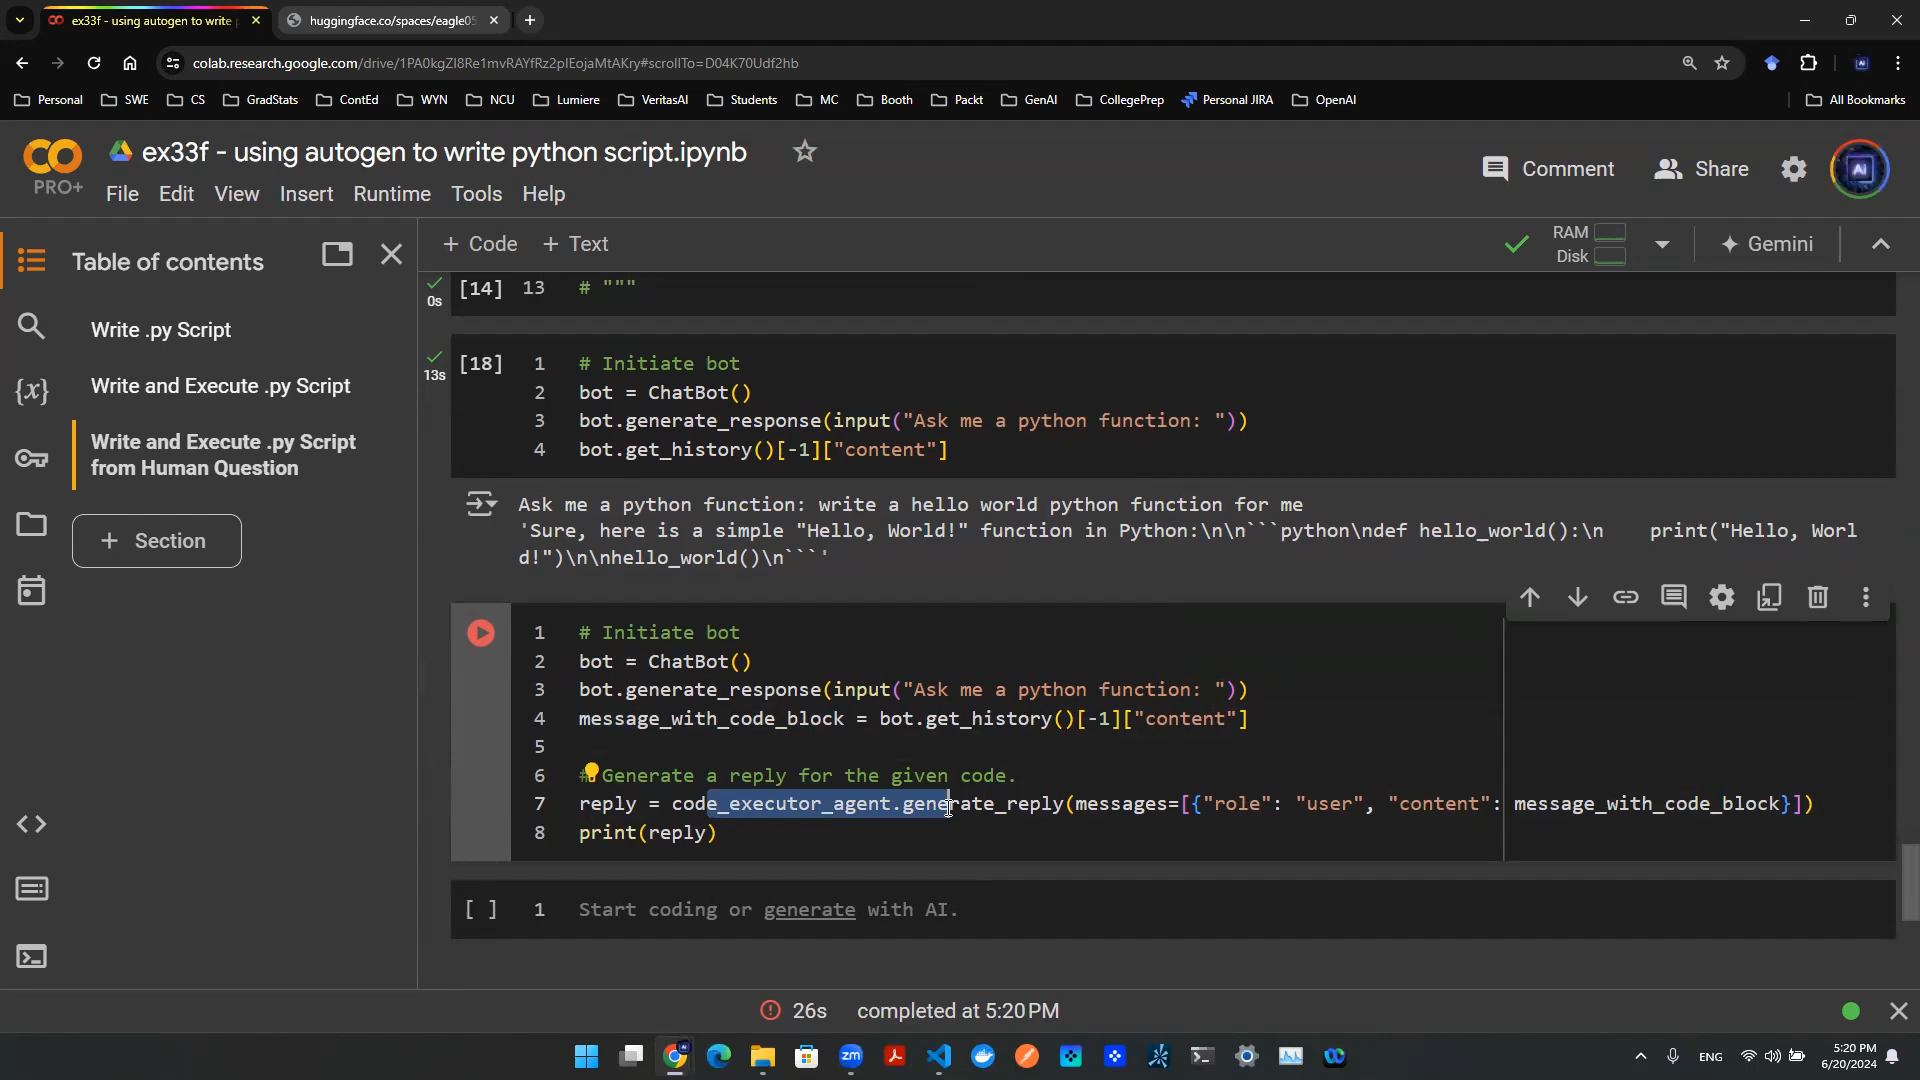 ex33f - using autogen to write
huggingface.co/spaces/eagle05
colab.research.google.com/drive/1PA0kgZl8Re1mvRAYfRz2pIEojaMtAKry#scrollTo=D04K70Udf2hb
Personal SWE CS GradStats ContEd WYN NCU Lumiere VeritasAI Students MC Booth Packt GenAI CollegePrep Personal JIRA OpenAI All Bookmarks
CO ex33f - using autogen to write python script.ipynb
PRO+
Comment Share AI
File Edit View Insert Runtime Tools Help
Table of contents
+ Code + Text
RAM
Disk
Gemini
Write .py Script
Write and Execute .py Script
Write and Execute .py Script
from Human Question
+ Section
0s [14] 13 # """
13s [18] 1 # Initiate bot
2 bot = ChatBot()
3 bot.generate_response(input("Ask me a python function: "))
4 bot.get_history()[-1]["content"]
Ask me a python function: write a hello world python function for me
'Sure, here is a simple "Hello, World!" function in Python:\n\n```python\ndef hello_world():\n    print("Hello, Worl
d!")\n\nhello_world()\n```'
1 # Initiate bot
2 bot = ChatBot()
3 bot.generate_response(input("Ask me a python function: "))
4 message_with_code_block = bot.get_history()[-1]["content"]
5
6 # Generate a reply for the given code.
7 reply = code_executor_agent.generate_reply(messages=[{"role": "user", "content": message_with_code_block}])
8 print(reply)
[ ] 1 Start coding or generate with AI.
26s completed at 5:20 PM
ENG
5:20 PM
6/20/2024